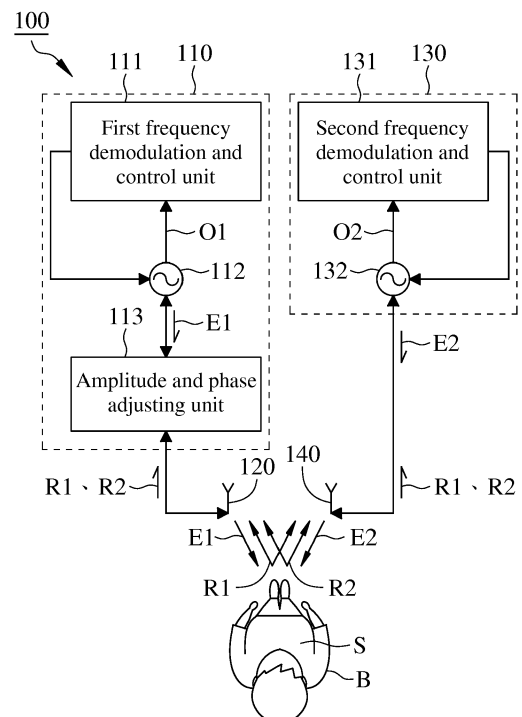 100
111
110
131
130
First frequency
demodulation and
control unit
Second frequency
demodulation and
control unit
O1
O2
112
132
113
E1
E2
Amplitude and phase
adjusting unit
R1、R2
120
140
R1、R2
E1
E2
R1
R2
S
B